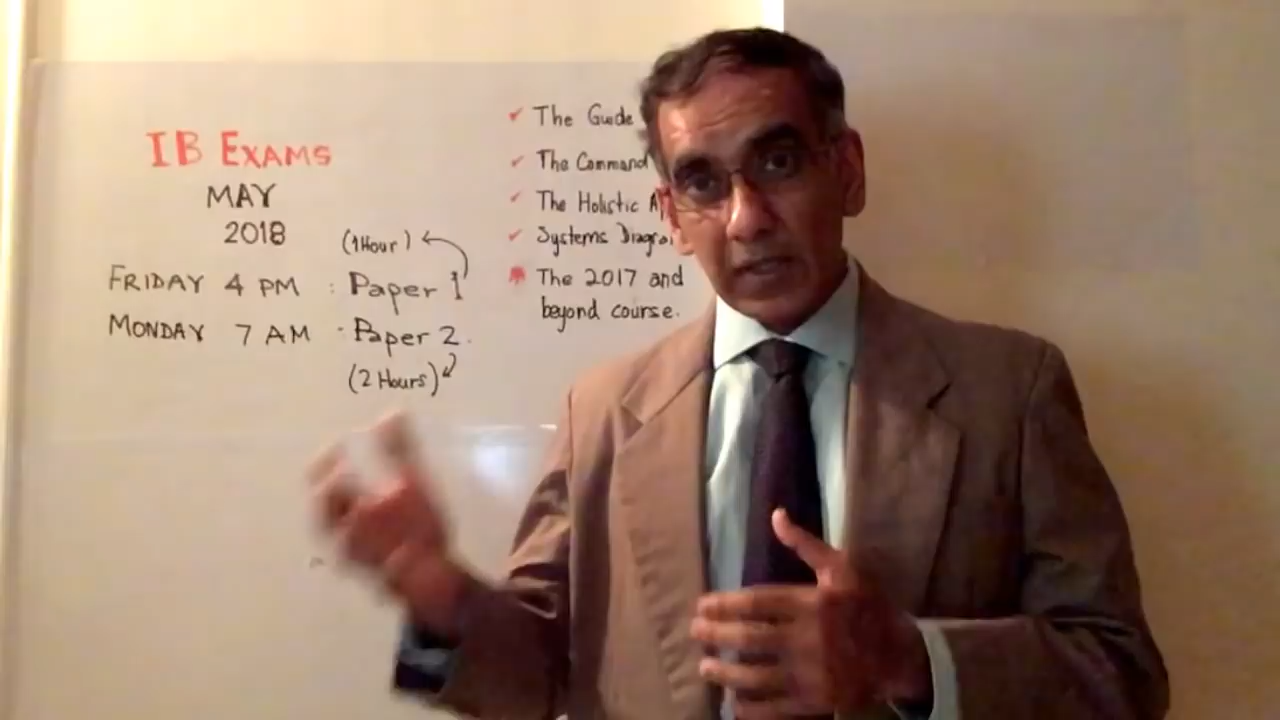 IB EXAMS
MAY
2018
(1 Hour)
FRIDAY 4 PM : Paper 1
MONDAY 7 AM : Paper 2.
(2 Hours)
✓ The Guide
✓ The Command
✓ The Holistic
✓ Systems
The 2017 and
beyond course.